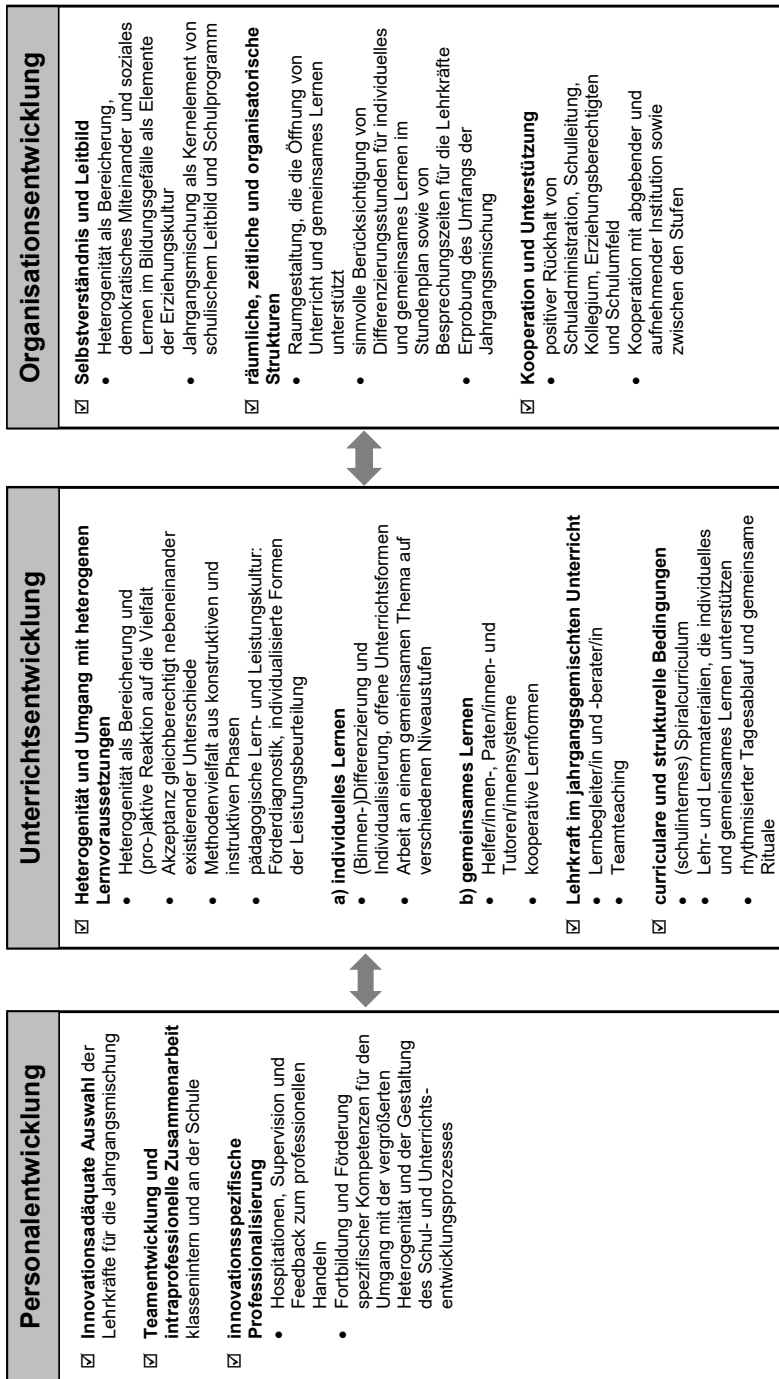 Personalentwicklung
☑ Innovationsadäquate Auswahl der
Lehrkräfte für die Jahrgangsmischung
☑ Teamentwicklung und
intraprofessionelle Zusammenarbeit
klassenintern und an der Schule
☑ innovationsspezifische
Professionalisierung
• Hospitationen, Supervision und
Feedback zum professionellen
Handeln
• Fortbildung und Förderung
spezifischer Kompetenzen für den
Umgang mit der vergrößerten
Heterogenität und der Gestaltung
des Schul- und Unterrichts-
entwicklungsprozesses
Unterrichtsentwicklung
☑ Heterogenität und Umgang mit heterogenen
Lernvoraussetzungen
• Heterogenität als Bereicherung und
(pro-)aktive Reaktion auf die Vielfalt
• Akzeptanz gleichberechtigt nebeneinander
existierender Unterschiede
• Methodenvielfalt aus konstruktiven und
instruktiven Phasen
• pädagogische Lern- und Leistungskultur:
Förderdiagnostik, individualisierte Formen
der Leistungsbeurteilung
a) individuelles Lernen
• (Binnen-)Differenzierung und
Individualisierung, offene Unterrichtsformen
• Arbeit an einem gemeinsamen Thema auf
verschiedenen Niveaustufen
b) gemeinsames Lernen
• Helfer/innen-, Paten/innen- und
Tutoren/innensysteme
• kooperative Lernformen
☑ Lehrkraft im jahrgangsgemischten Unterricht
• Lernbegleiter/in und -berater/in
• Teamteaching
☑ curriculare und strukturelle Bedingungen
• (schulinternes) Spiralcurriculum
• Lehr- und Lernmaterialien, die individuelles
und gemeinsames Lernen unterstützen
• rhythmisierter Tagesablauf und gemeinsame
Rituale
Organisationsentwicklung
☑ Selbstverständnis und Leitbild
• Heterogenität als Bereicherung,
demokratisches Miteinander und soziales
Lernen im Bildungsgefälle als Elemente
der Erziehungskultur
• Jahrgangsmischung als Kernelement von
schulischem Leitbild und Schulprogramm
☑ räumliche, zeitliche und organisatorische
Strukturen
• Raumgestaltung, die die Öffnung von
Unterricht und gemeinsames Lernen
unterstützt
• sinnvolle Berücksichtigung von
Differenzierungsstunden für individuelles
und gemeinsames Lernen im
Stundenplan sowie von
Besprechungszeiten für die Lehrkräfte
• Erprobung des Umfangs der
Jahrgangsmischung
☑ Kooperation und Unterstützung
• positiver Rückhalt von
Schuladministration, Schulleitung,
Kollegium, Erziehungsberechtigten
und Schulumfeld
• Kooperation mit abgebender und
aufnehmender Institution sowie
zwischen den Stufen